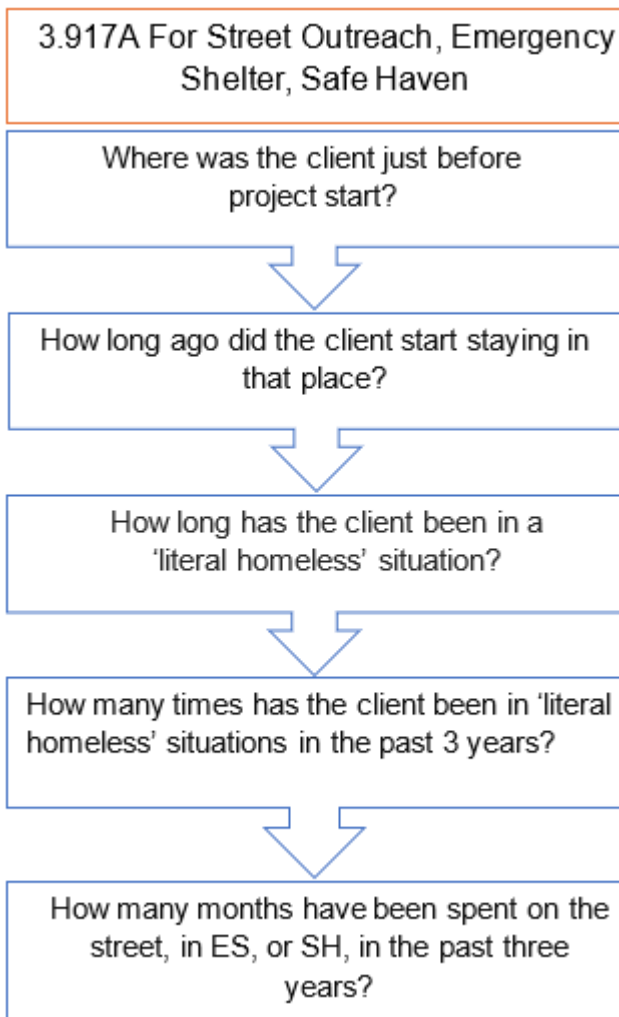 3.917A For Street Outreach, Emergency
Shelter, Safe Haven
Where was the client just before
project start?
How long ago did the client start staying in
that place?
How long has the client been in a
‘literal homeless’ situation?
How many times has the client been in ‘literal
homeless’ situations in the past 3 years?
How many months have been spent on the
street, in ES, or SH, in the past three
years?